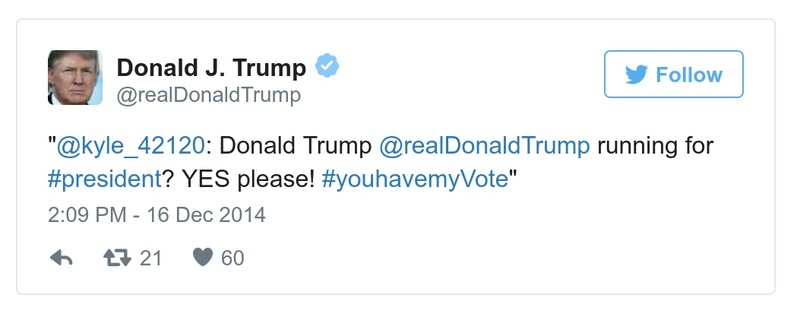 Donald J. Trump
@realDonaldTrump
Follow
"@kyle_42120: Donald Trump @realDonaldTrump running for
#president? YES please! #youhavemyVote"
2:09 PM - 16 Dec 2014
21 60